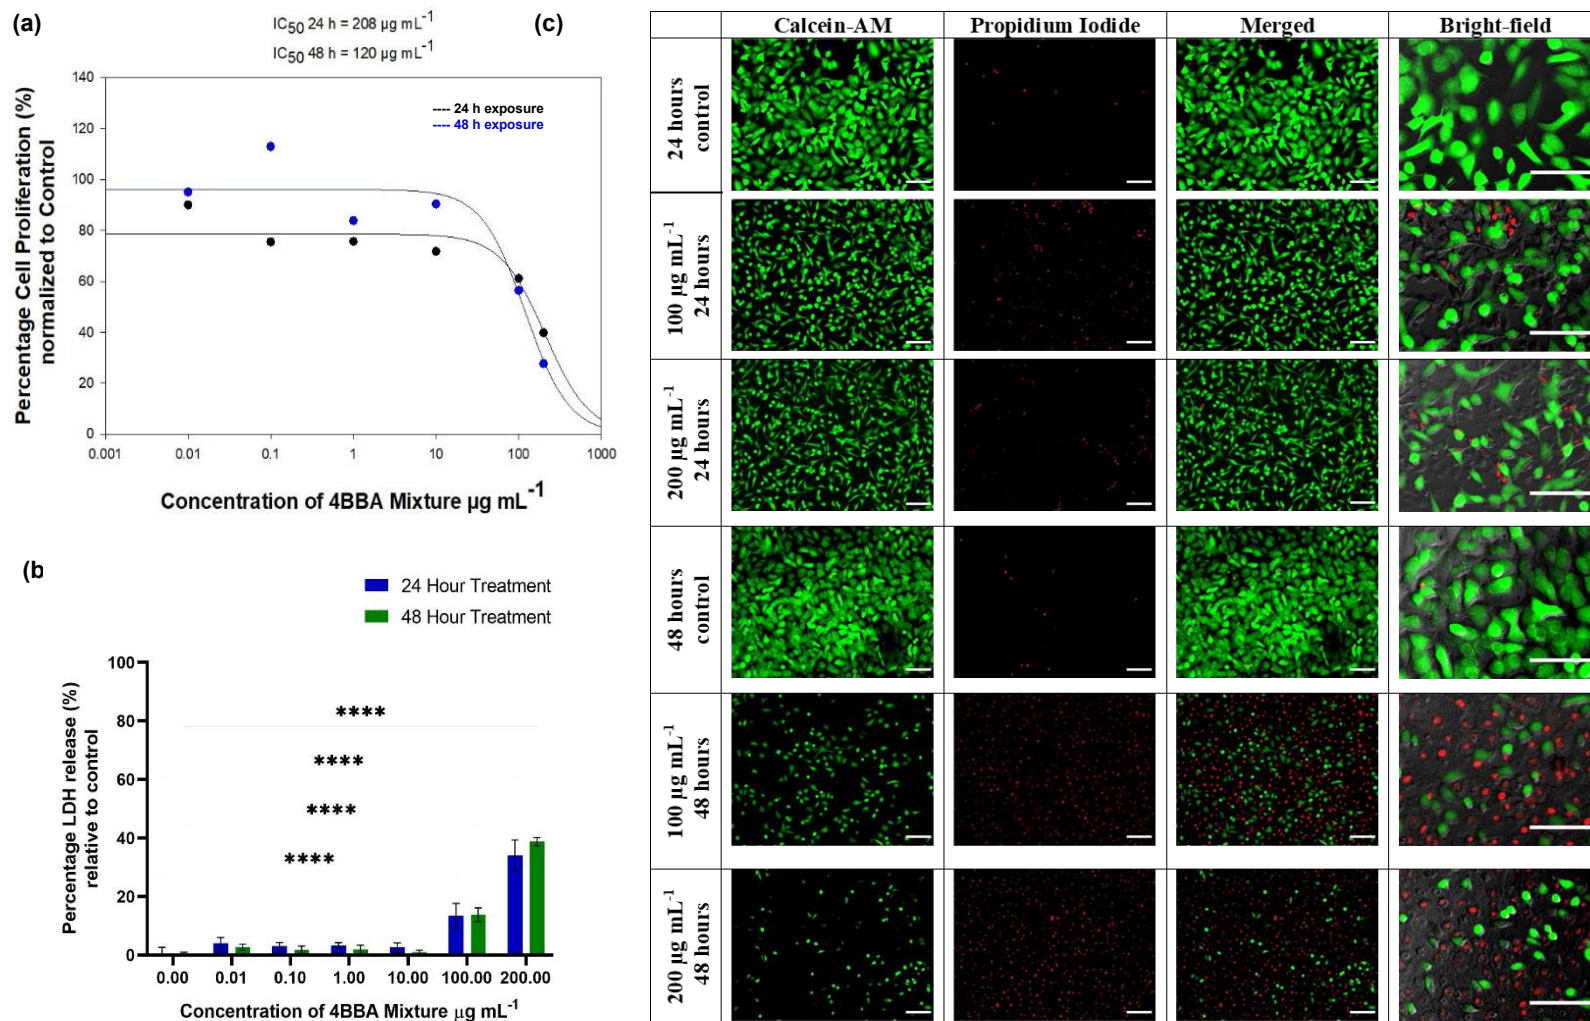 (a)
IC50 24 h = 208 µg mL-1
IC50 48 h = 120 µg mL-1
140
120
100
80
60
40
20
0
0.001 0.01 0.1 1 10 100 1000
Percentage Cell Proliferation (%)
normalized to Control
---- 24 h exposure
---- 48 h exposure
Concentration of 4BBA Mixture µg mL-1
(b
24 Hour Treatment
48 Hour Treatment
100
80
60
40
20
0
Percentage LDH release (%)
relative to control
****
****
****
****
0.00 0.01 0.10 1.00 10.00 100.00 200.00
Concentration of 4BBA Mixture µg mL-1
(c)
Calcein-AM Propidium Iodide Merged Bright-field
24 hours
control
100 µg mL-1
24 hours
200 µg mL-1
24 hours
48 hours
control
100 µg mL-1
48 hours
200 µg mL-1
48 hours